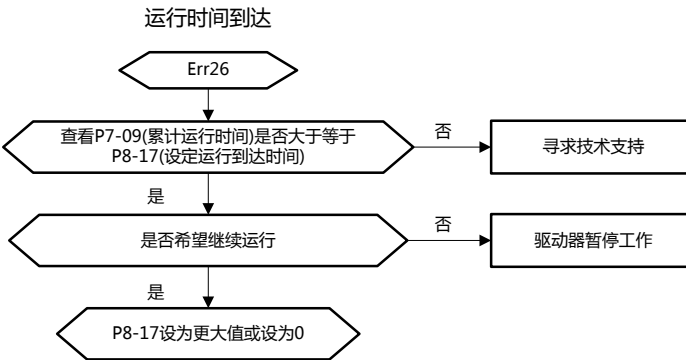 运行时间到达
Err26
查看P7-09(累计运行时间)是否大于等于
P8-17(设定运行到达时间)
否
寻求技术支持
是
是否希望继续运行
否
驱动器暂停工作
是
P8-17设为更大值或设为0